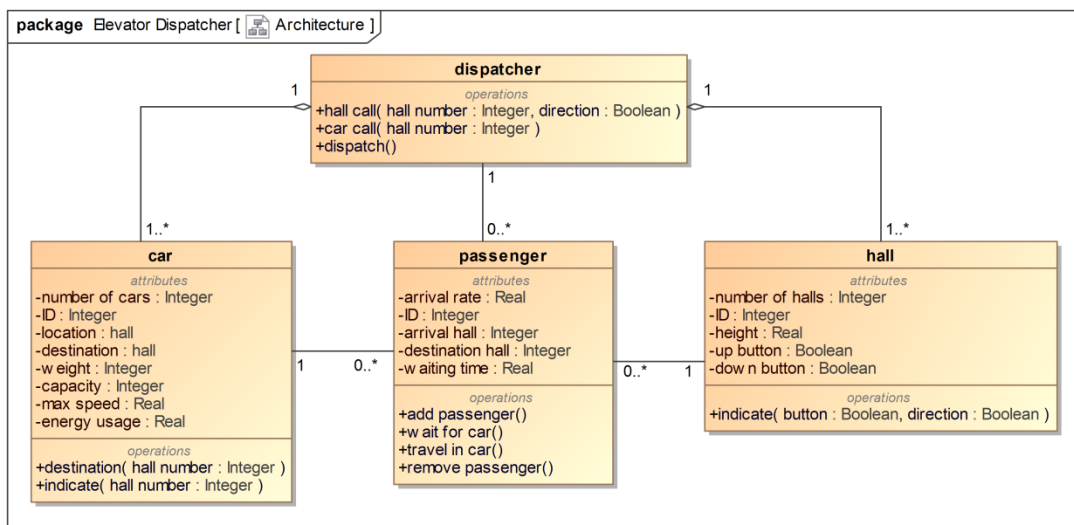 package Elevator Dispatcher [ Architecture ]
dispatcher
operations
+hall call( hall number : Integer, direction : Boolean )
+car call( hall number : Integer )
+dispatch()
1
1
1
1..*
0..*
1..*
car
attributes
-number of cars : Integer
-ID : Integer
-location : hall
-destination : hall
-weight : Integer
-capacity : Integer
-max speed : Real
-energy usage : Real
operations
+destination( hall number : Integer )
+indicate( hall number : Integer )
1
0..*
passenger
attributes
-arrival rate : Real
-ID : Integer
-arrival hall : Integer
-destination hall : Integer
-waiting time : Real
operations
+add passenger()
+wait for car()
+travel in car()
+remove passenger()
0..*
1
hall
attributes
-number of halls : Integer
-ID : Integer
-height : Real
-up button : Boolean
-down button : Boolean
operations
+indicate( button : Boolean, direction : Boolean )